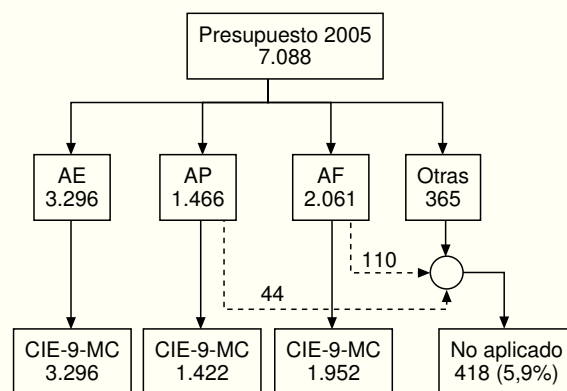 Presupuesto 2005
7.088
AE
3.296
AP
1.466
AF
2.061
Otras
365
110
44
CIE-9-MC
3.296
CIE-9-MC
1.422
CIE-9-MC
1.952
No aplicado
418 (5,9%)